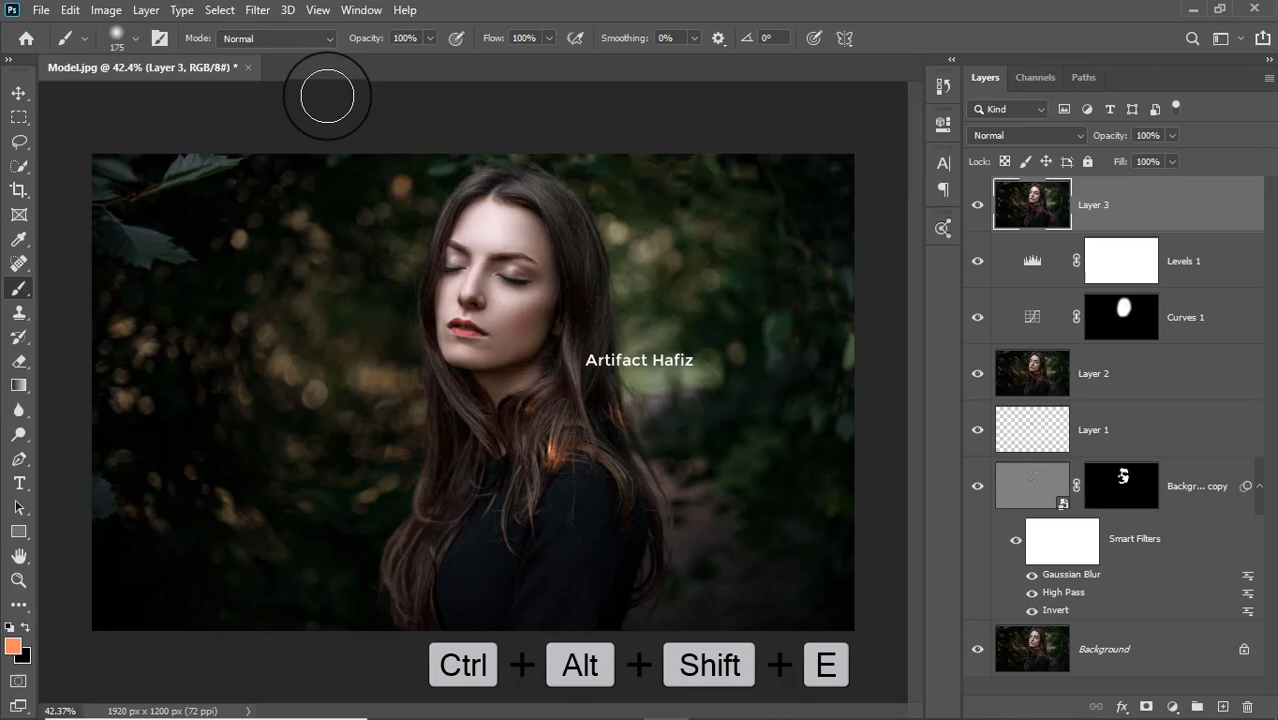 Ps File Edit Image Layer Type Select Filter 3D View Window Help
175 Mode: Normal Opacity: 100% Flow: 100% Smoothing: 0% 0°
Model.jpg @ 42.4% (Layer 3, RGB/8#) *
Layers Channels Paths
Kind
Normal Opacity: 100%
Lock: Fill: 100%
Layer 3
Levels 1
Curves 1
Artifact Hafiz
Layer 2
Layer 1
Backgr... copy
Smart Filters
Gaussian Blur
High Pass
Invert
Background
Ctrl + Alt + Shift + E
42.37% 1920 px x 1200 px (72 ppi)